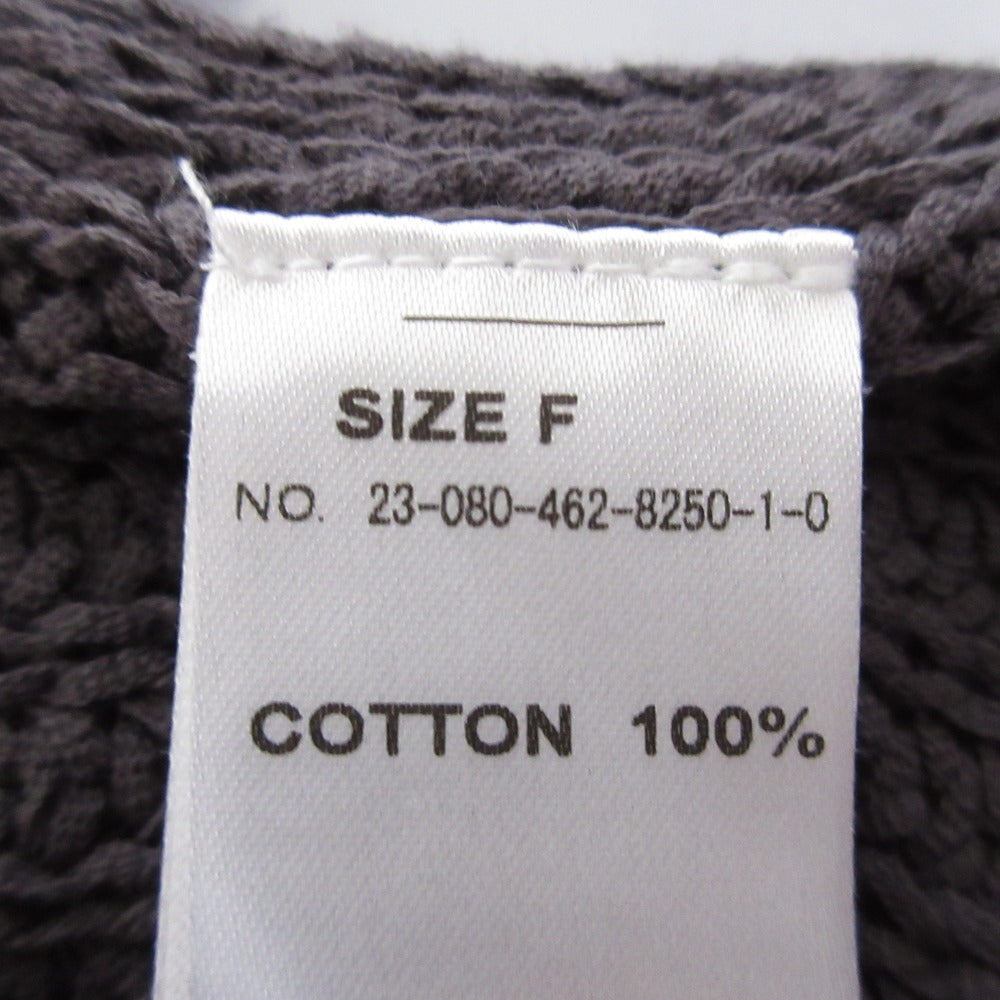 SIZE F
NO. 23-080-462-8250-1-0
COTTON 100%